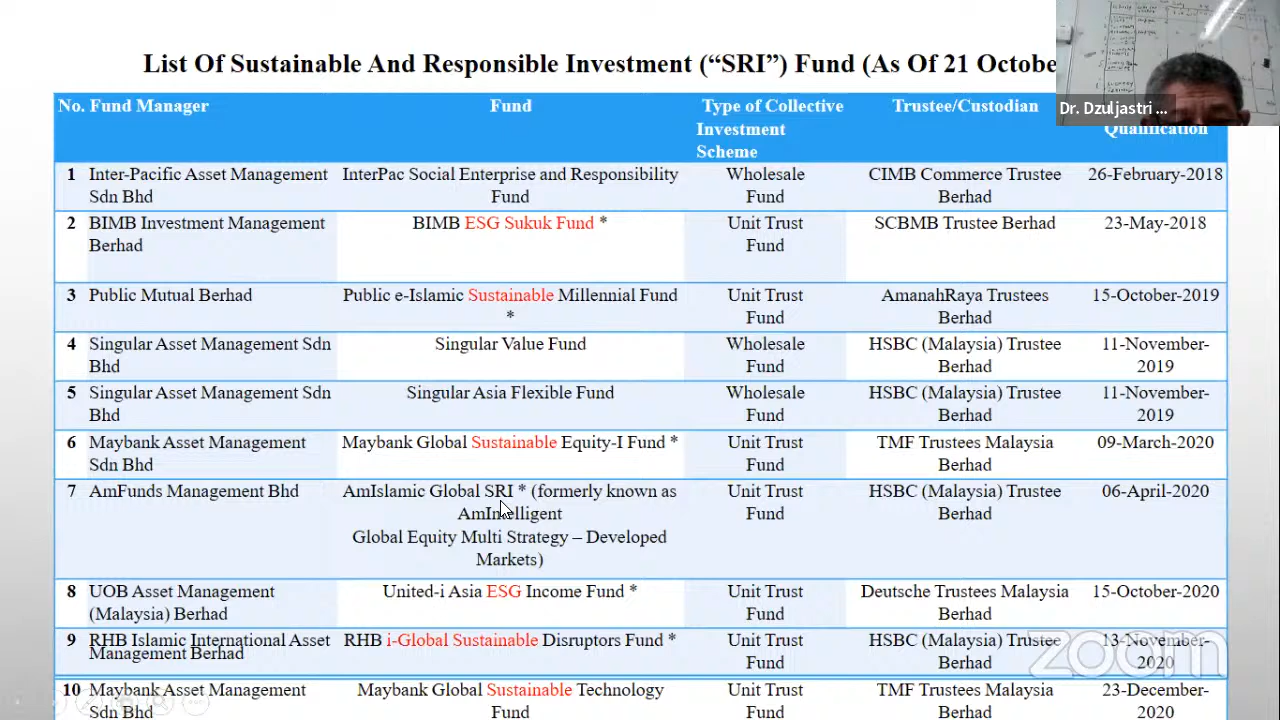 List Of Sustainable And Responsible Investment (“SRI”) Fund (As Of 21 Octobe
Dr. Dzuljastri ...
No. Fund Manager Fund Type of Collective Investment Scheme Trustee/Custodian Qualification
1 Inter-Pacific Asset Management InterPac Social Enterprise and Responsibility Wholesale CIMB Commerce Trustee 26-February-2018
Sdn Bhd Fund Fund Berhad
2 BIMB Investment Management BIMB ESG Sukuk Fund * Unit Trust SCBMB Trustee Berhad 23-May-2018
Berhad Fund
3 Public Mutual Berhad Public e-Islamic Sustainable Millennial Fund Unit Trust AmanahRaya Trustees 15-October-2019
* Fund Berhad
4 Singular Asset Management Sdn Singular Value Fund Wholesale HSBC (Malaysia) Trustee 11-November-
Bhd Fund Berhad 2019
5 Singular Asset Management Sdn Singular Asia Flexible Fund Wholesale HSBC (Malaysia) Trustee 11-November-
Bhd Fund Berhad 2019
6 Maybank Asset Management Maybank Global Sustainable Equity-I Fund * Unit Trust TMF Trustees Malaysia 09-March-2020
Sdn Bhd Fund Berhad
7 AmFunds Management Bhd AmIslamic Global SRI * (formerly known as Unit Trust HSBC (Malaysia) Trustee 06-April-2020
AmIntelligent Fund Berhad
Global Equity Multi Strategy – Developed
Markets)
8 UOB Asset Management United-i Asia ESG Income Fund * Unit Trust Deutsche Trustees Malaysia 15-October-2020
(Malaysia) Berhad Fund Berhad
9 RHB Islamic International Asset RHB i-Global Sustainable Disruptors Fund * Unit Trust HSBC (Malaysia) Trustee 13-November-
Management Berhad Fund Berhad 2020
zoom
10 Maybank Asset Management Maybank Global Sustainable Technology Unit Trust TMF Trustees Malaysia 23-December-
Sdn Bhd Fund Fund Berhad 2020